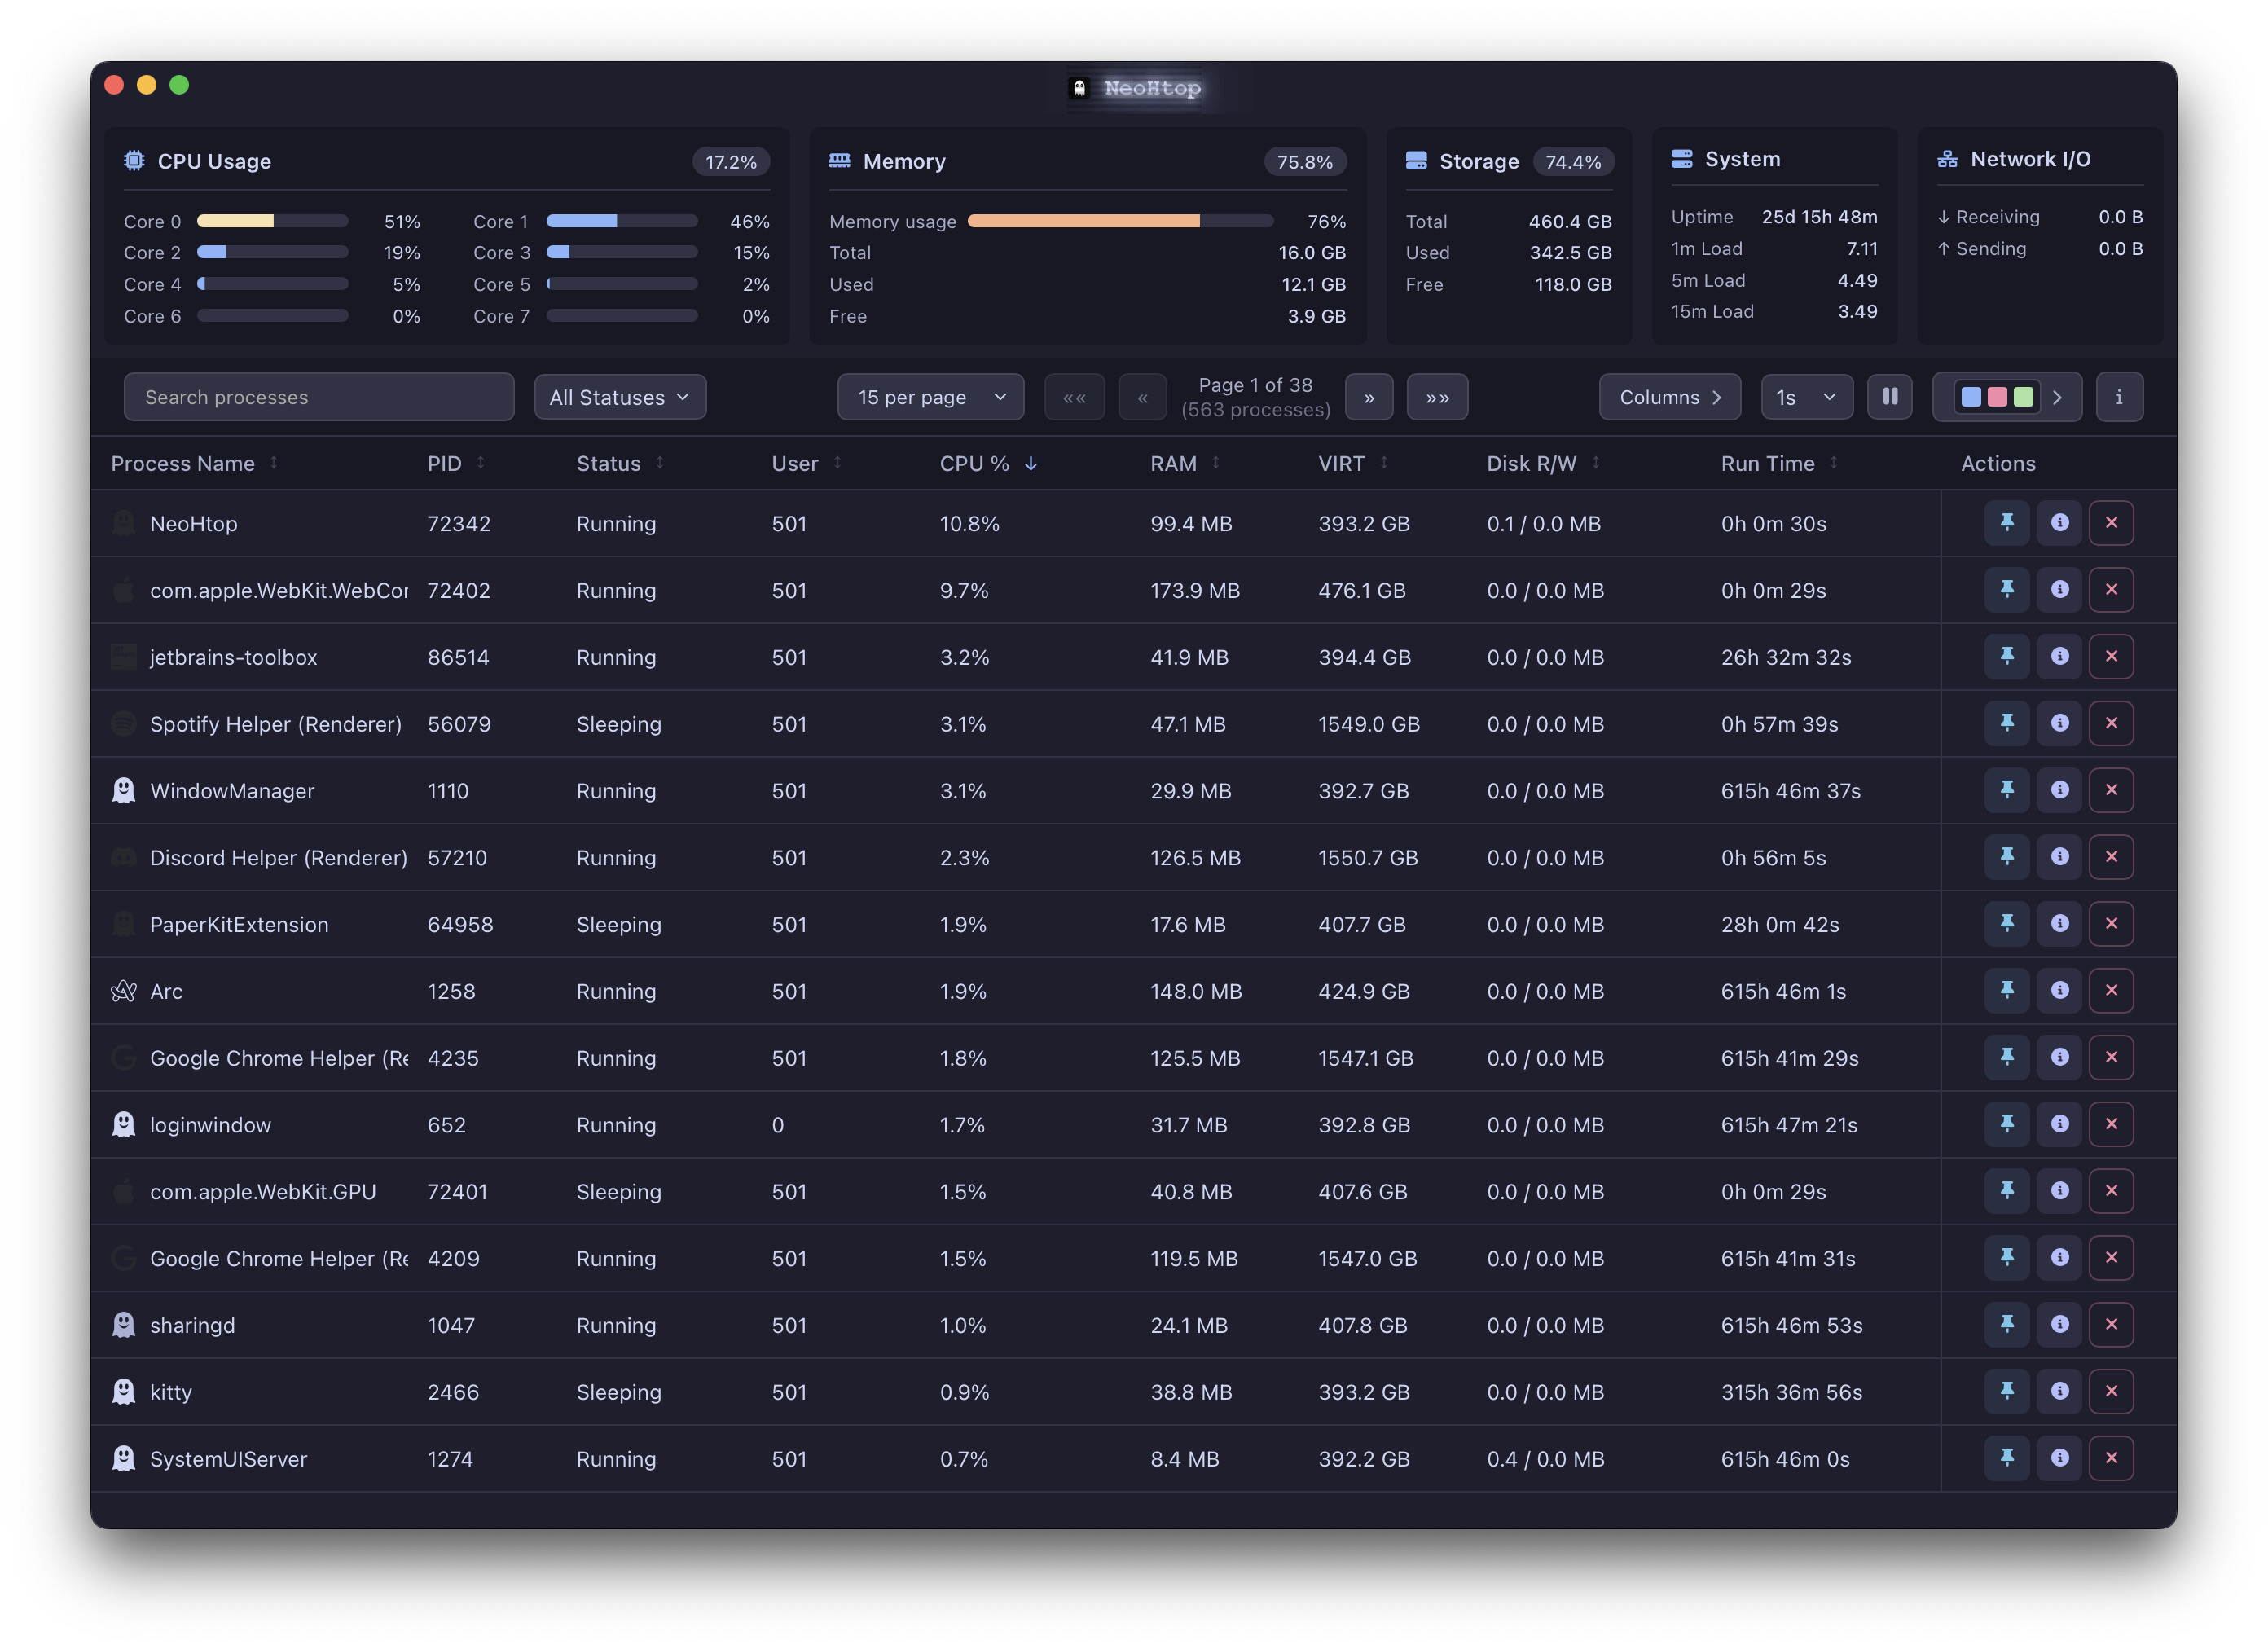 NeoHtop
CPU Usage 17.2%
Core 0 51% Core 1 46%
Core 2 19% Core 3 15%
Core 4 5% Core 5 2%
Core 6 0% Core 7 0%
Memory 75.8%
Memory usage 76%
Total 16.0 GB
Used 12.1 GB
Free 3.9 GB
Storage 74.4%
Total 460.4 GB
Used 342.5 GB
Free 118.0 GB
System
Uptime 25d 15h 48m
1m Load 7.11
5m Load 4.49
15m Load 3.49
Network I/O
↓ Receiving 0.0 B
↑ Sending 0.0 B
Search processes All Statuses 15 per page «« « Page 1 of 38 » »» Columns 1s i
(563 processes)
Process Name PID Status User CPU % ↓ RAM VIRT Disk R/W Run Time Actions
NeoHtop 72342 Running 501 10.8% 99.4 MB 393.2 GB 0.1 / 0.0 MB 0h 0m 30s
com.apple.WebKit.WebCor 72402 Running 501 9.7% 173.9 MB 476.1 GB 0.0 / 0.0 MB 0h 0m 29s
jetbrains-toolbox 86514 Running 501 3.2% 41.9 MB 394.4 GB 0.0 / 0.0 MB 26h 32m 32s
Spotify Helper (Renderer) 56079 Sleeping 501 3.1% 47.1 MB 1549.0 GB 0.0 / 0.0 MB 0h 57m 39s
WindowManager 1110 Running 501 3.1% 29.9 MB 392.7 GB 0.0 / 0.0 MB 615h 46m 37s
Discord Helper (Renderer) 57210 Running 501 2.3% 126.5 MB 1550.7 GB 0.0 / 0.0 MB 0h 56m 5s
PaperKitExtension 64958 Sleeping 501 1.9% 17.6 MB 407.7 GB 0.0 / 0.0 MB 28h 0m 42s
Arc 1258 Running 501 1.9% 148.0 MB 424.9 GB 0.0 / 0.0 MB 615h 46m 1s
Google Chrome Helper (Re 4235 Running 501 1.8% 125.5 MB 1547.1 GB 0.0 / 0.0 MB 615h 41m 29s
loginwindow 652 Running 0 1.7% 31.7 MB 392.8 GB 0.0 / 0.0 MB 615h 47m 21s
com.apple.WebKit.GPU 72401 Sleeping 501 1.5% 40.8 MB 407.6 GB 0.0 / 0.0 MB 0h 0m 29s
Google Chrome Helper (Re 4209 Running 501 1.5% 119.5 MB 1547.0 GB 0.0 / 0.0 MB 615h 41m 31s
sharingd 1047 Running 501 1.0% 24.1 MB 407.8 GB 0.0 / 0.0 MB 615h 46m 53s
kitty 2466 Sleeping 501 0.9% 38.8 MB 393.2 GB 0.0 / 0.0 MB 315h 36m 56s
SystemUIServer 1274 Running 501 0.7% 8.4 MB 392.2 GB 0.4 / 0.0 MB 615h 46m 0s